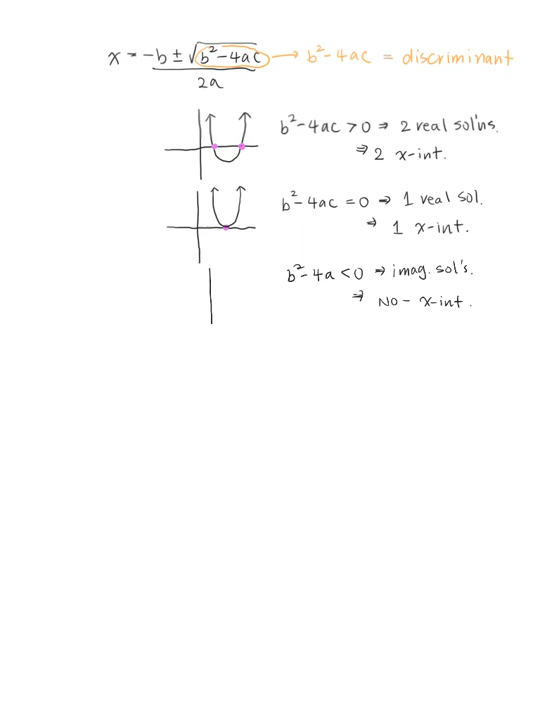 x = -b ± √(b² - 4ac) / 2a → b² - 4ac = discriminant
b² - 4ac > 0 ⇒ 2 real sol'ns.
⇒ 2 x-int.
b² - 4ac = 0 → 1 real sol.
⇒ 1 x-int.
b² - 4a < 0 ⇒ imag. sol's.
⇒ NO - x-int.